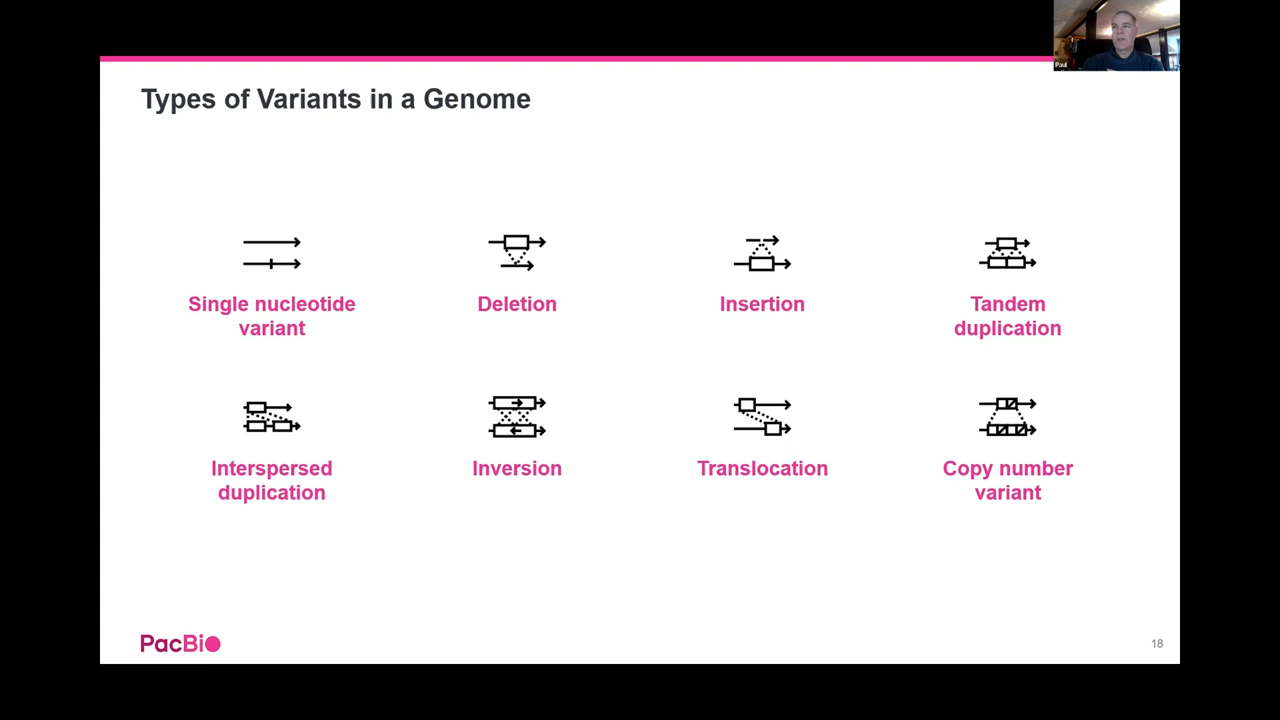 Paul
Types of Variants in a Genome
Single nucleotide
variant
Deletion
Insertion
Tandem
duplication
Interspersed
duplication
Inversion
Translocation
Copy number
variant
PacBio
18